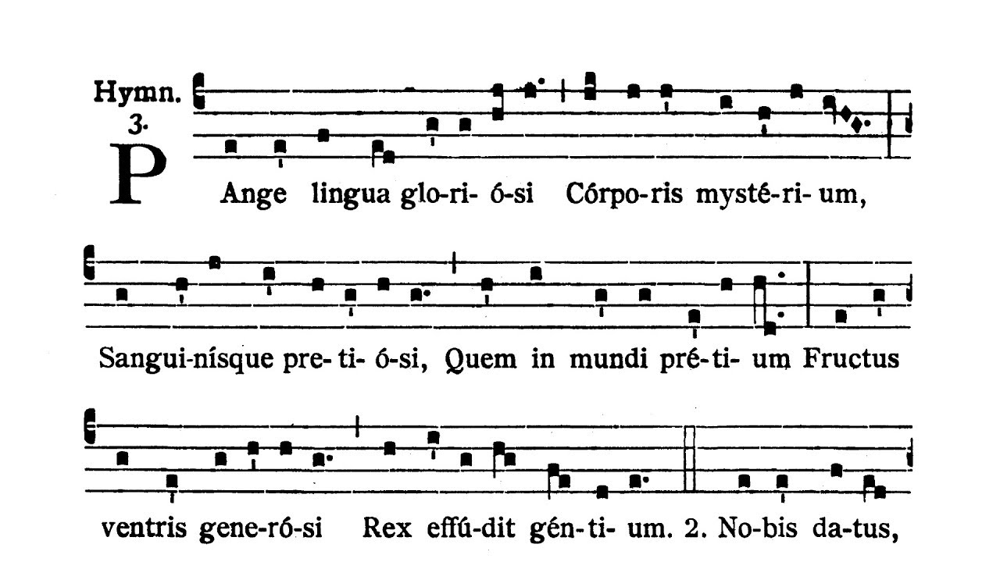 Hymn.
3.
PAnge lingua glo-ri- ó-si Córpo-ris mysté-ri- um,
Sangui-nísque pre-ti- ó-si, Quem in mundi pré-ti- um Fructus
ventris gene-ró-si Rex effú-dit gén-ti- um. 2. No-bis da-tus,